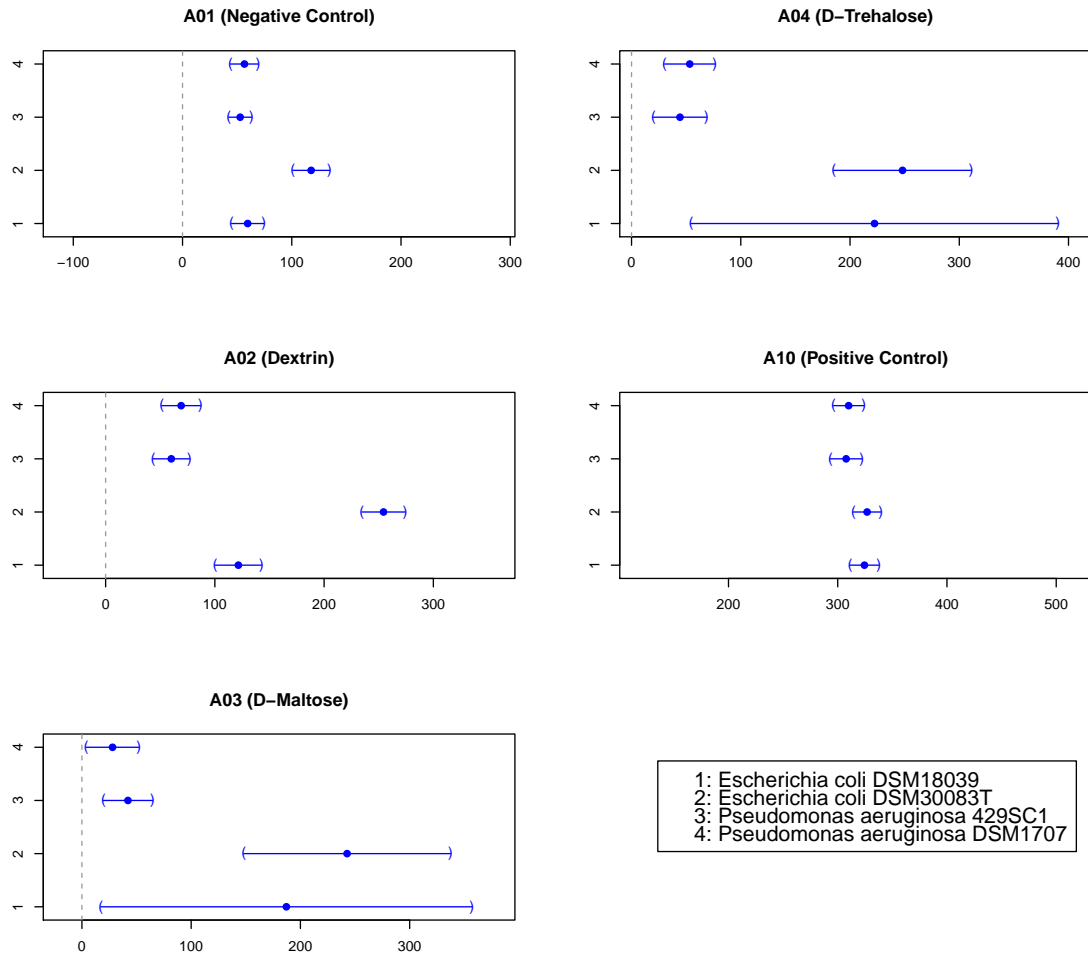 A01 (Negative Control)
4
3
2
1
−100 0 100 200 300
A04 (D−Trehalose)
4
3
2
1
0 100 200 300 400
A02 (Dextrin)
4
3
2
1
0 100 200 300
A10 (Positive Control)
4
3
2
1
200 300 400 500
A03 (D−Maltose)
4
3
2
1
0 100 200 300
1: Escherichia coli DSM18039
2: Escherichia coli DSM30083T
3: Pseudomonas aeruginosa 429SC1
4: Pseudomonas aeruginosa DSM1707